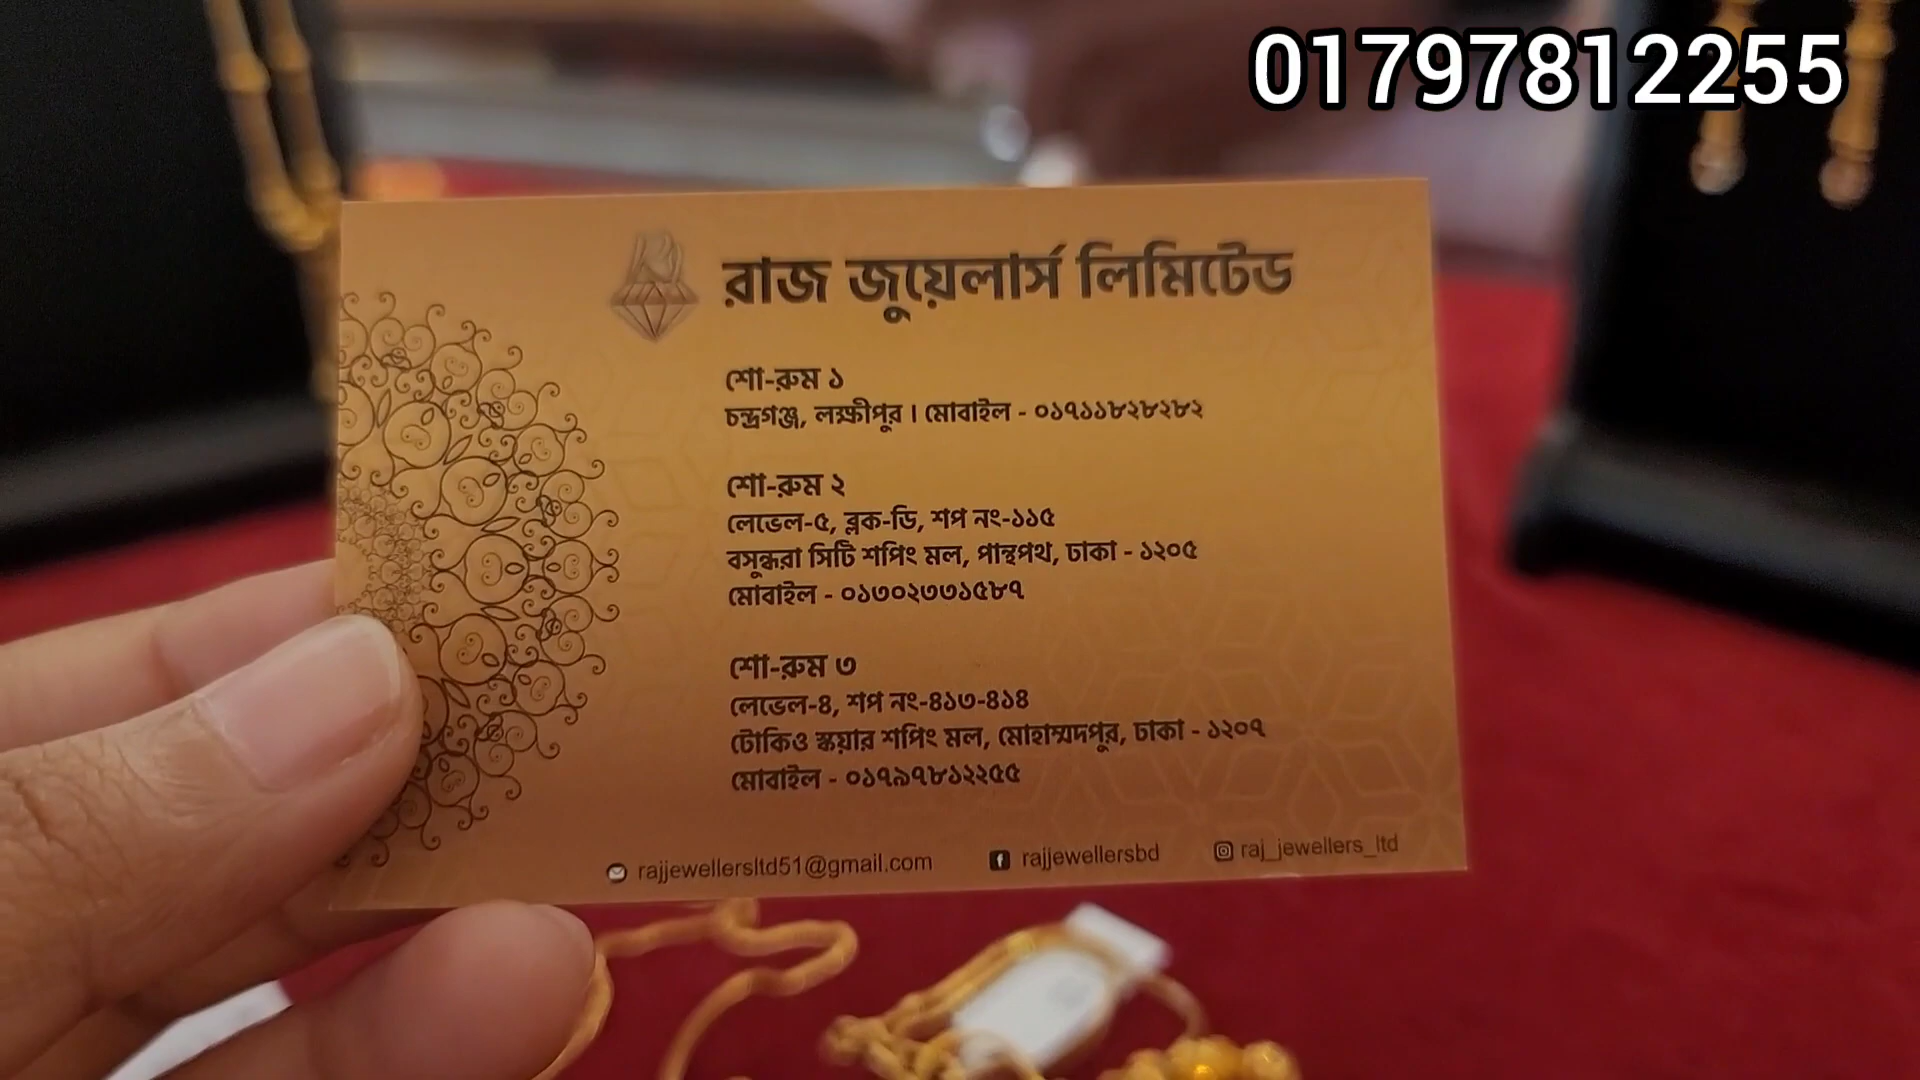 01797812255
রাজ জুয়েলার্স লিমিটেড
শো-রুম ১
চন্দ্রগঞ্জ, লক্ষ্মীপুর । মোবাইল - ০১৭১১৮২৮২৮২
শো-রুম ২
লেভেল-৫, ব্লক-ডি, শপ নং-১১৫
বসুন্ধরা সিটি শপিং মল, পান্থপথ, ঢাকা - ১২০৫
মোবাইল - ০১৩০২৩৩১৫৮৭
শো-রুম ৩
লেভেল-৪, শপ নং-৪১৩-৪১৪
টোকিও স্কয়ার শপিং মল, মোহাম্মদপুর, ঢাকা - ১২০৭
মোবাইল - ০১৭৯৭৮১২২৫৫
rajjewellersltd51@gmail.com rajjewellersbd raj_jewellers_ltd